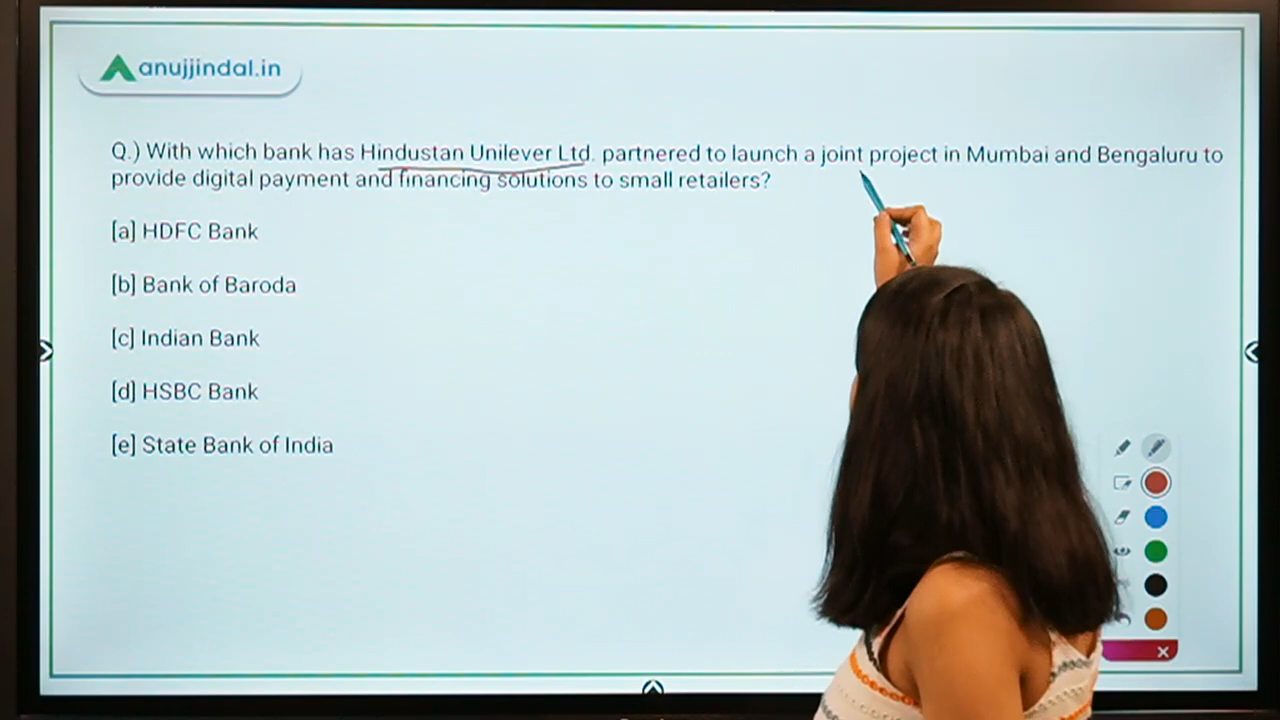 anujjindal.in
Q.) With which bank has Hindustan Unilever Ltd. partnered to launch a joint project in Mumbai and Bengaluru to
provide digital payment and financing solutions to small retailers?
[a] HDFC Bank
[b] Bank of Baroda
[c] Indian Bank
[d] HSBC Bank
[e] State Bank of India